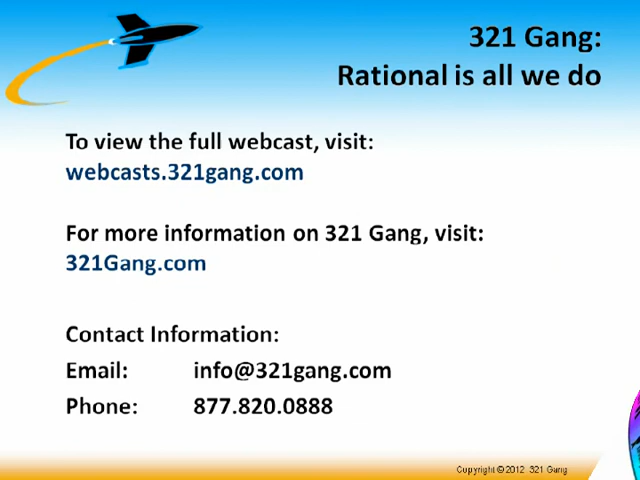 321 Gang:
Rational is all we do
To view the full webcast, visit:
webcasts.321gang.com
For more information on 321 Gang, visit:
321Gang.com
Contact Information:
Email: info@321gang.com
Phone: 877.820.0888
Copyright © 2012 321 Gang